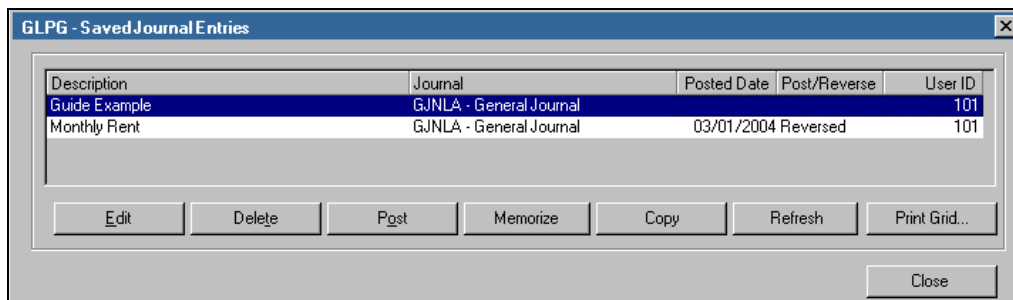 GLPG - Saved Journal Entries
Description Journal Posted Date Post/Reverse User ID
Guide Example GJNLA - General Journal 101
Monthly Rent GJNLA - General Journal 03/01/2004 Reversed 101
Edit Delete Post Memorize Copy Refresh Print Grid...
Close